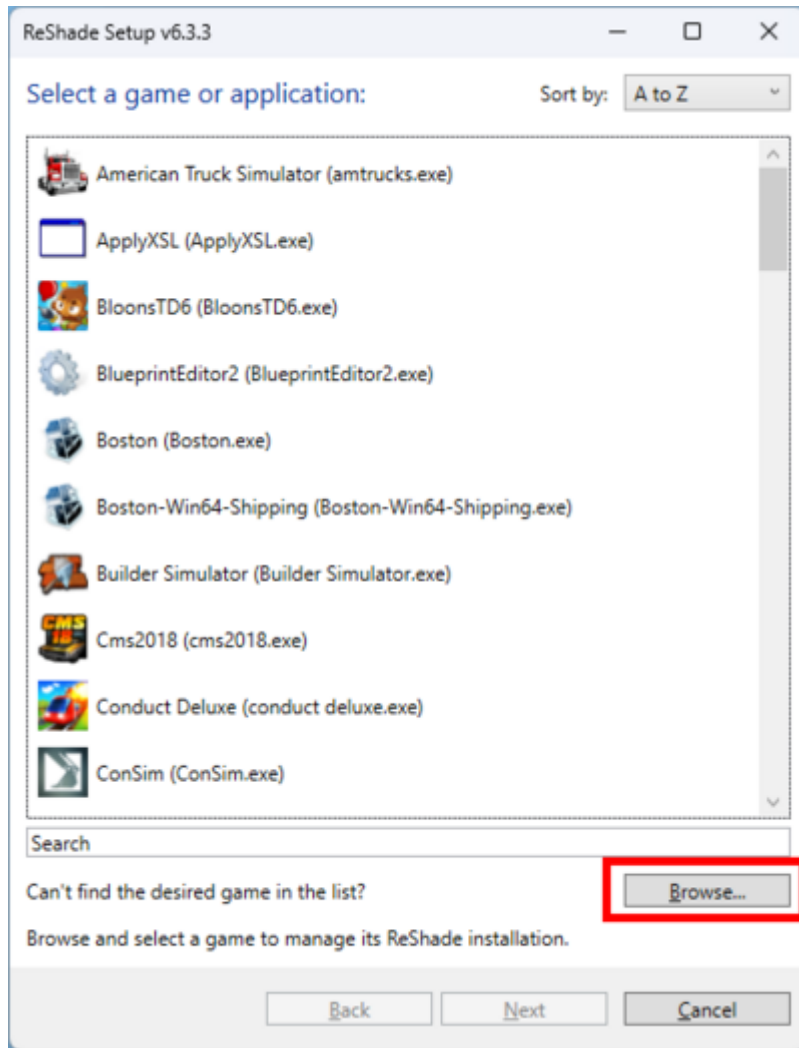 ReShade Setup v6.3.3
Select a game or application:
Sort by: A to Z
American Truck Simulator (amtrucks.exe)
ApplyXSL (ApplyXSL.exe)
BloonsTD6 (BloonsTD6.exe)
BlueprintEditor2 (BlueprintEditor2.exe)
Boston (Boston.exe)
Boston-Win64-Shipping (Boston-Win64-Shipping.exe)
Builder Simulator (Builder Simulator.exe)
CMS
18
Cms2018 (cms2018.exe)
Conduct Deluxe (conduct deluxe.exe)
ConSim (ConSim.exe)
Search
Can't find the desired game in the list? Browse...
Browse and select a game to manage its ReShade installation.
Back Next Cancel